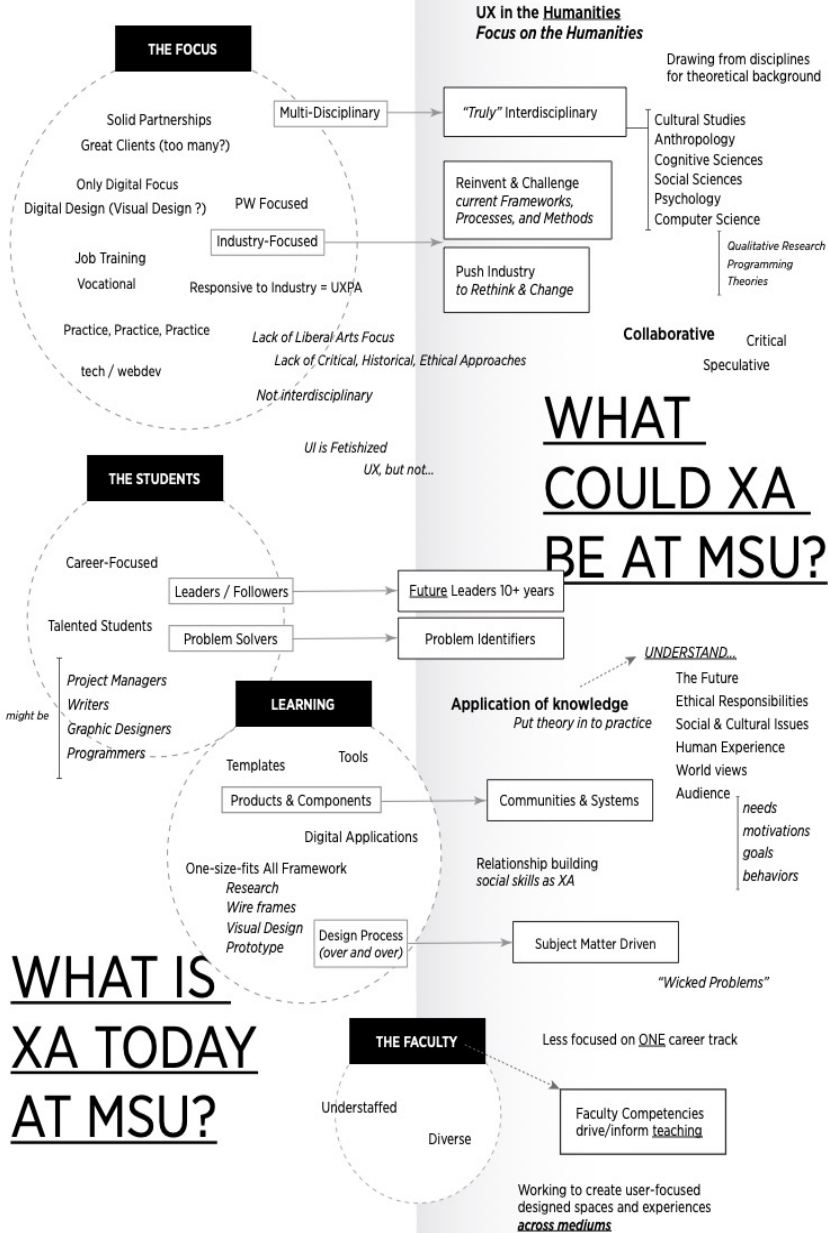 UX in the Humanities
Focus on the Humanities
THE FOCUS
Drawing from disciplines
for theoretical background
Solid Partnerships
Great Clients (too many?)
Multi-Disciplinary
"Truly" Interdisciplinary
Cultural Studies
Anthropology
Cognitive Sciences
Social Sciences
Psychology
Computer Science
Qualitative Research
Programming
Theories
Only Digital Focus
Digital Design (Visual Design ?)
PW Focused
Industry-Focused
Reinvent & Challenge
current Frameworks,
Processes, and Methods
Push Industry
to Rethink & Change
Job Training
Vocational
Responsive to Industry = UXPA
Practice, Practice, Practice
tech / webdev
Lack of Liberal Arts Focus
Lack of Critical, Historical, Ethical Approaches
Not interdisciplinary
Collaborative
Critical
Speculative
UI is Fetishized
UX, but not...
WHAT
COULD XA
BE AT MSU?
THE STUDENTS
Career-Focused
Leaders / Followers
Future Leaders 10+ years
Talented Students
Problem Solvers
Problem Identifiers
might be
Project Managers
Writers
Graphic Designers
Programmers
UNDERSTAND...
The Future
Ethical Responsibilities
Social & Cultural Issues
Human Experience
World views
Audience
needs
motivations
goals
behaviors
LEARNING
Application of knowledge
Put theory in to practice
Templates
Tools
Products & Components
Communities & Systems
Digital Applications
One-size-fits All Framework
Research
Wire frames
Visual Design
Prototype
Relationship building
social skills as XA
Design Process
(over and over)
Subject Matter Driven
"Wicked Problems"
WHAT IS
XA TODAY
AT MSU?
THE FACULTY
Less focused on ONE career track
Understaffed
Diverse
Faculty Competencies
drive/inform teaching
Working to create user-focused
designed spaces and experiences
across mediums